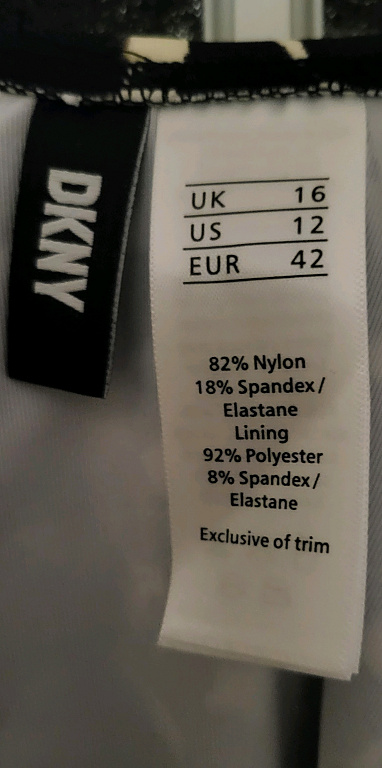 DKNY
UK 16
US 12
EUR 42
82% Nylon
18% Spandex/
Elastane
Lining
92% Polyester
8% Spandex/
Elastane
Exclusive of trim